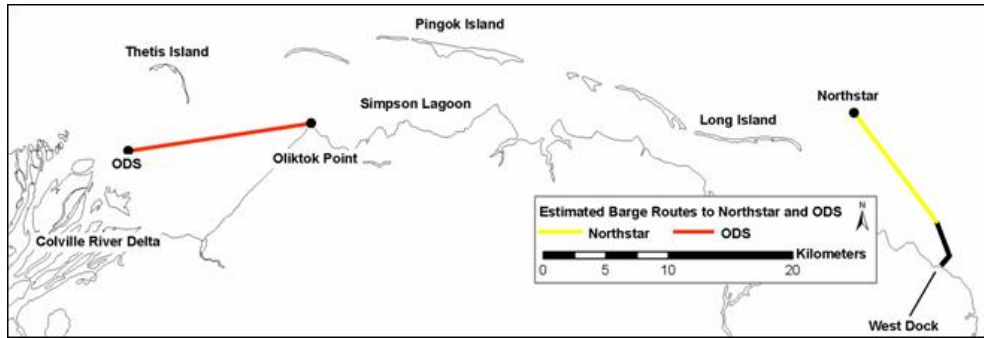 Pingok Island
Thetis Island
Northstar
Simpson Lagoon
Long Island
Oliktok Point
ODS
Colville River Delta
Estimated Barge Routes to Northstar and ODS
N
Northstar ODS
Kilometers
0 5 10 20
West Dock